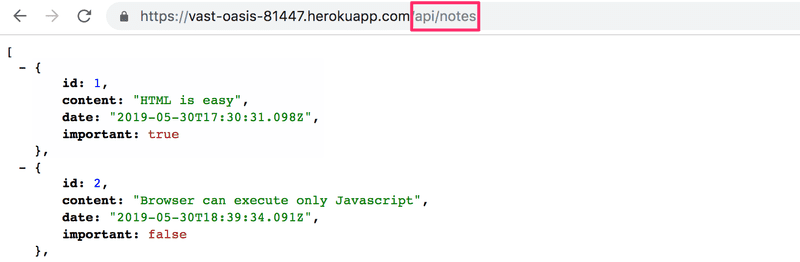 https://vast-oasis-81447.herokuapp.com/api/notes
[
- {
id: 1,
content: "HTML is easy",
date: "2019-05-30T17:30:31.098Z",
important: true
},
- {
id: 2,
content: "Browser can execute only Javascript",
date: "2019-05-30T18:39:34.091Z",
important: false
},